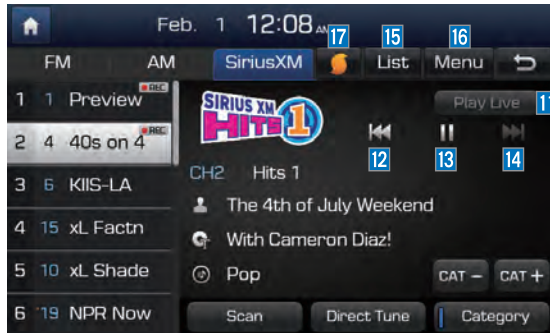 Feb. 1 12:08 AM
17 15 16
FM AM SiriusXM List Menu
1 1 Preview REC
SIRIUS XM HITS 1
Play Live 11
2 4 40s on 4 REC
12 13 14
3 6 KIIS-LA
CH2 Hits 1
The 4th of July Weekend
4 15 xL Factn
With Cameron Diaz!
5 10 xL Shade
Pop CAT - CAT +
6 19 NPR Now
Scan Direct Tune Category